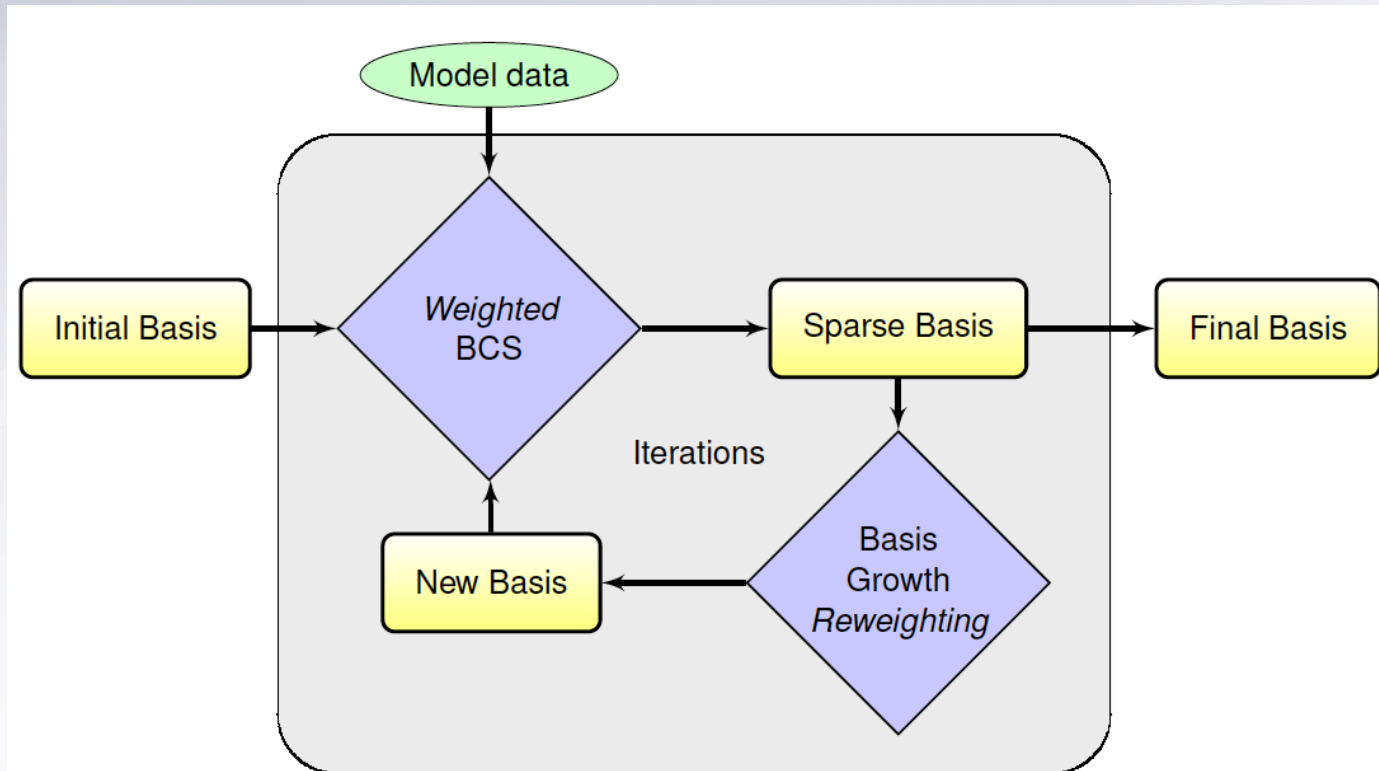 Model data
Initial Basis
Weighted
BCS
Sparse Basis
Final Basis
Iterations
New Basis
Basis
Growth
Reweighting